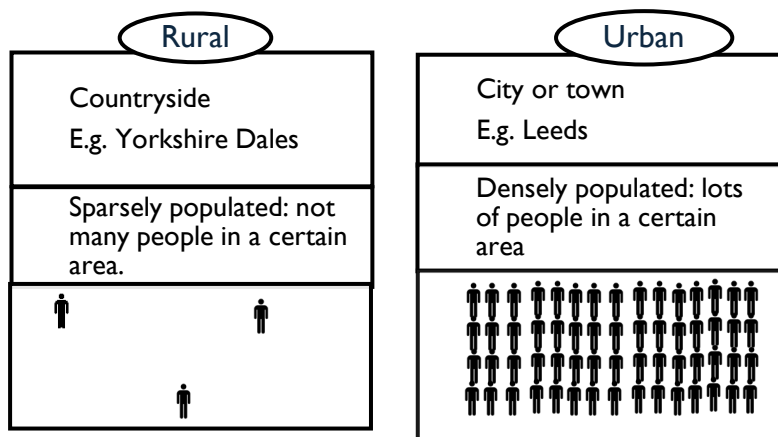 Rural
Countryside
E.g. Yorkshire Dales
Sparsely populated: not
many people in a certain
area.
Urban
City or town
E.g. Leeds
Densely populated: lots
of people in a certain
area